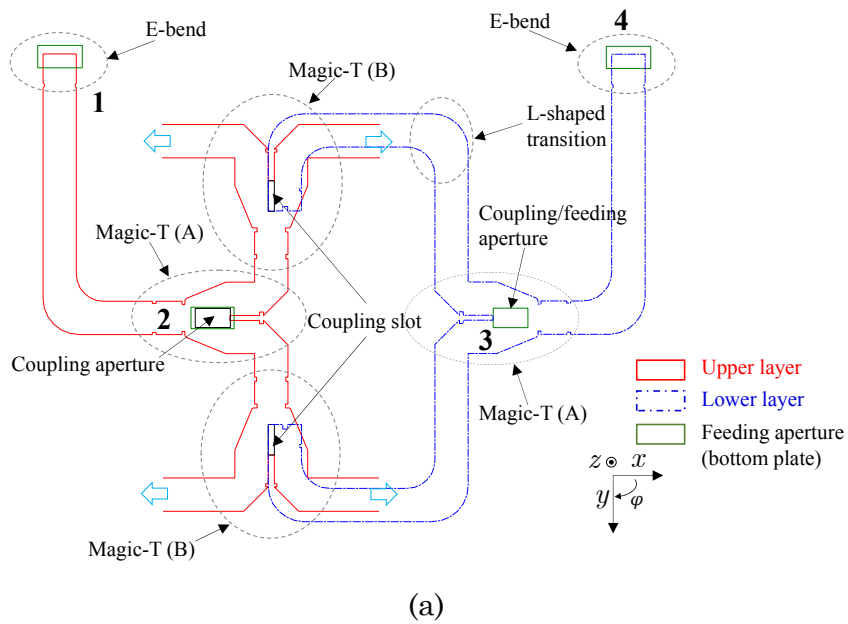 E-bend
E-bend
4
Magic-T (B)
1
L-shaped
transition
Coupling/feeding
aperture
Magic-T (A)
2
Coupling slot
3
Coupling aperture
Upper layer
Magic-T (A)
Lower layer
Feeding aperture
(bottom plate)
z x
y φ
Magic-T (B)
(a)